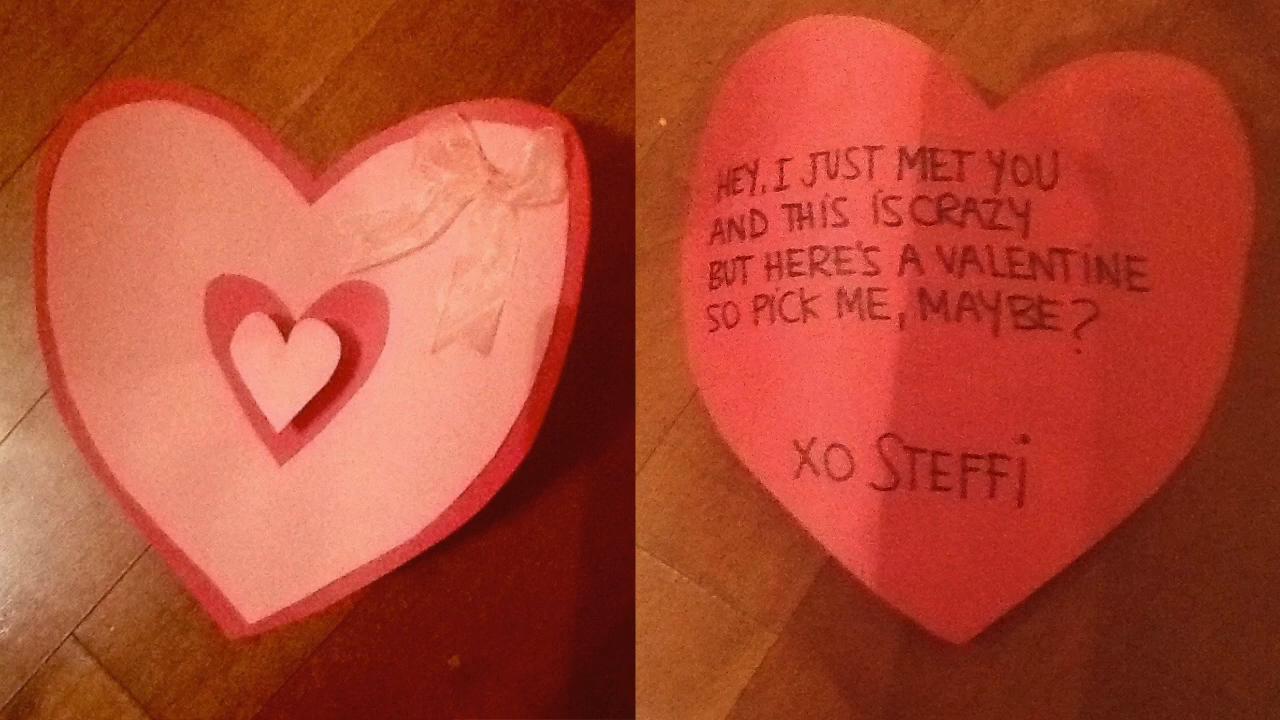 HEY, I JUST MET YOU
AND THIS IS CRAZY
BUT HERE'S A VALENTINE
SO PICK ME, MAYBE?
XO STEFFI